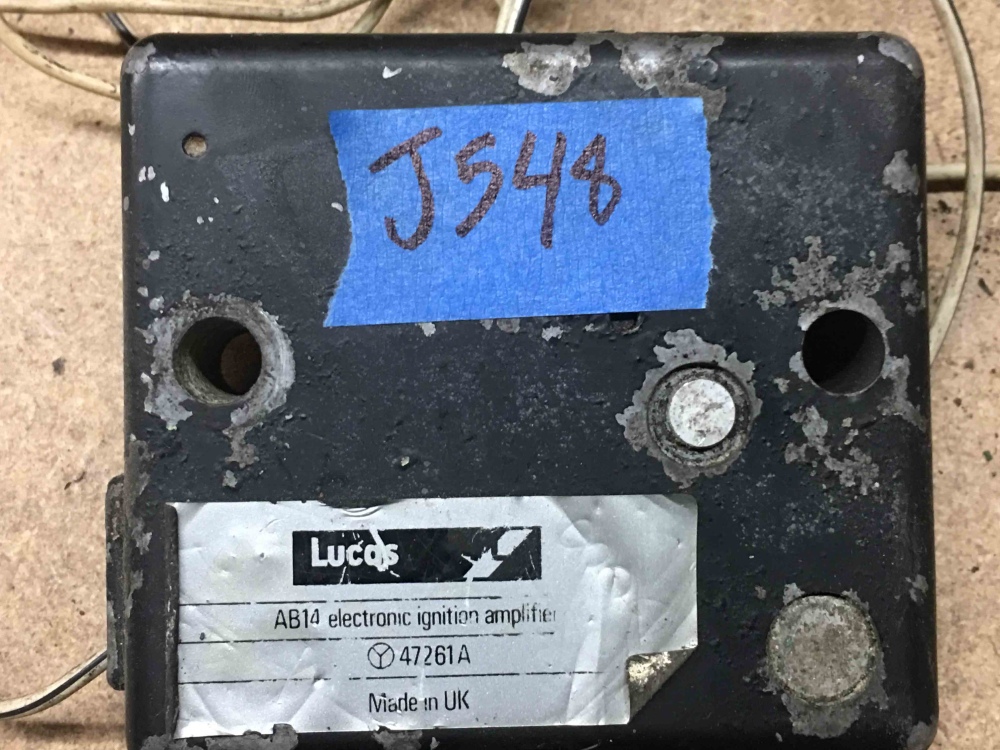 J548
Lucas
AB14 electronic ignition amplifier
47261A
Made in UK